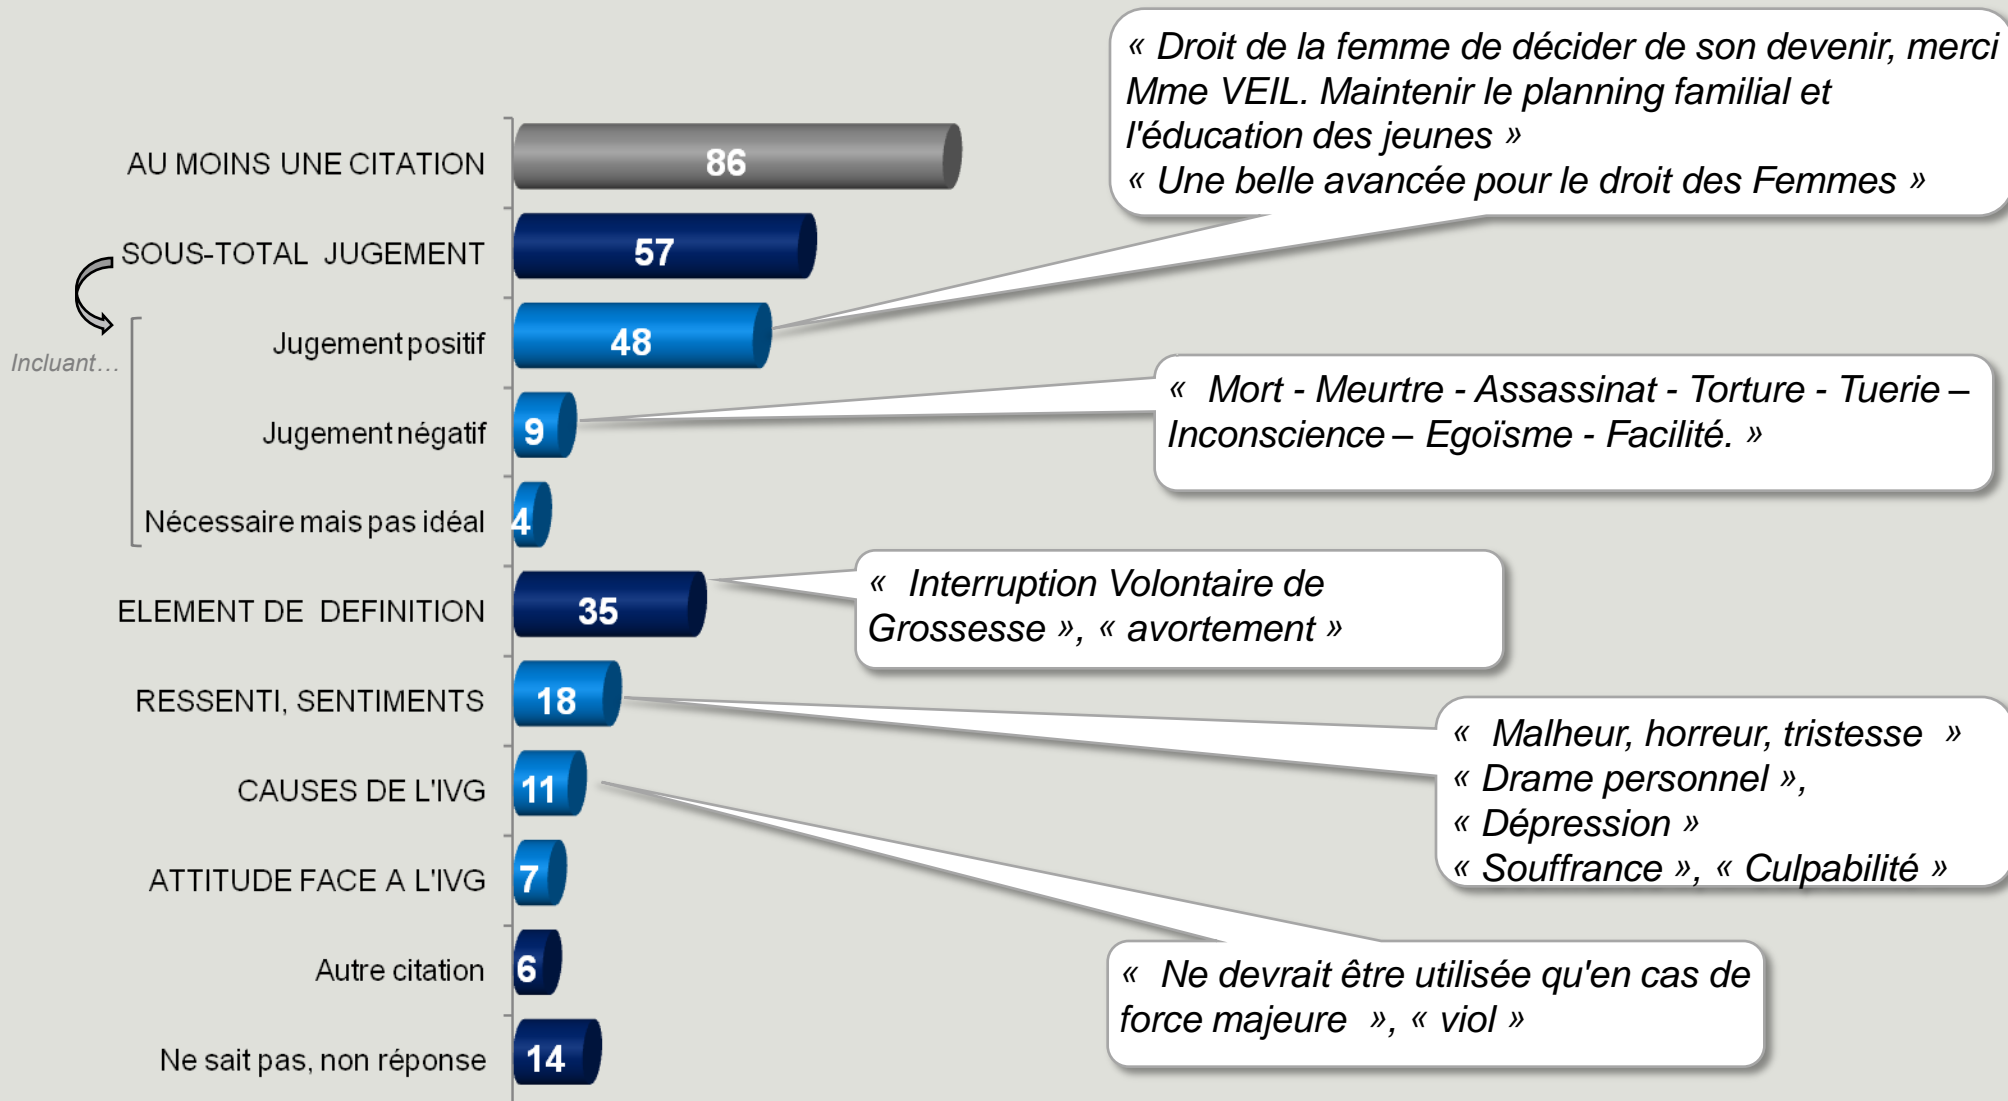 « Droit de la femme de décider de son devenir, merci
Mme VEIL. Maintenir le planning familial et
l'éducation des jeunes »
« Une belle avancée pour le droit des Femmes »
AU MOINS UNE CITATION 86
SOUS-TOTAL JUGEMENT 57
Incluant…
Jugement positif 48
Jugement négatif 9
« Mort - Meurtre - Assassinat - Torture - Tuerie –
Inconscience – Egoïsme - Facilité. »
Nécessaire mais pas idéal 4
ELEMENT DE DEFINITION 35
« Interruption Volontaire de
Grossesse », « avortement »
RESSENTI, SENTIMENTS 18
« Malheur, horreur, tristesse »
« Drame personnel »,
« Dépression »
« Souffrance », « Culpabilité »
CAUSES DE L'IVG 11
« Ne devrait être utilisée qu'en cas de
force majeure », « viol »
ATTITUDE FACE A L'IVG 7
Autre citation 6
Ne sait pas, non réponse 14